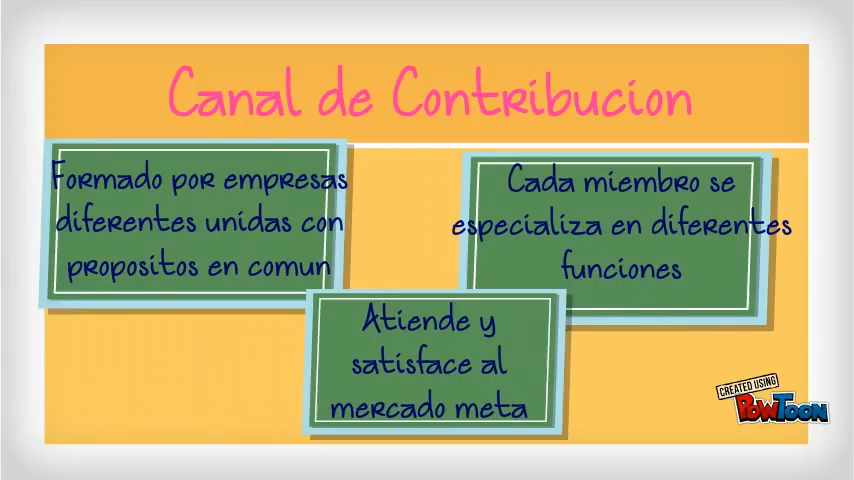 Canal de Contribucion
Formado por empresas
diferentes unidas con
propositos en comun
Cada miembro se
especializa en diferentes
funciones
Atiende y
satisface al
mercado meta
CREATED USING
POWTOON